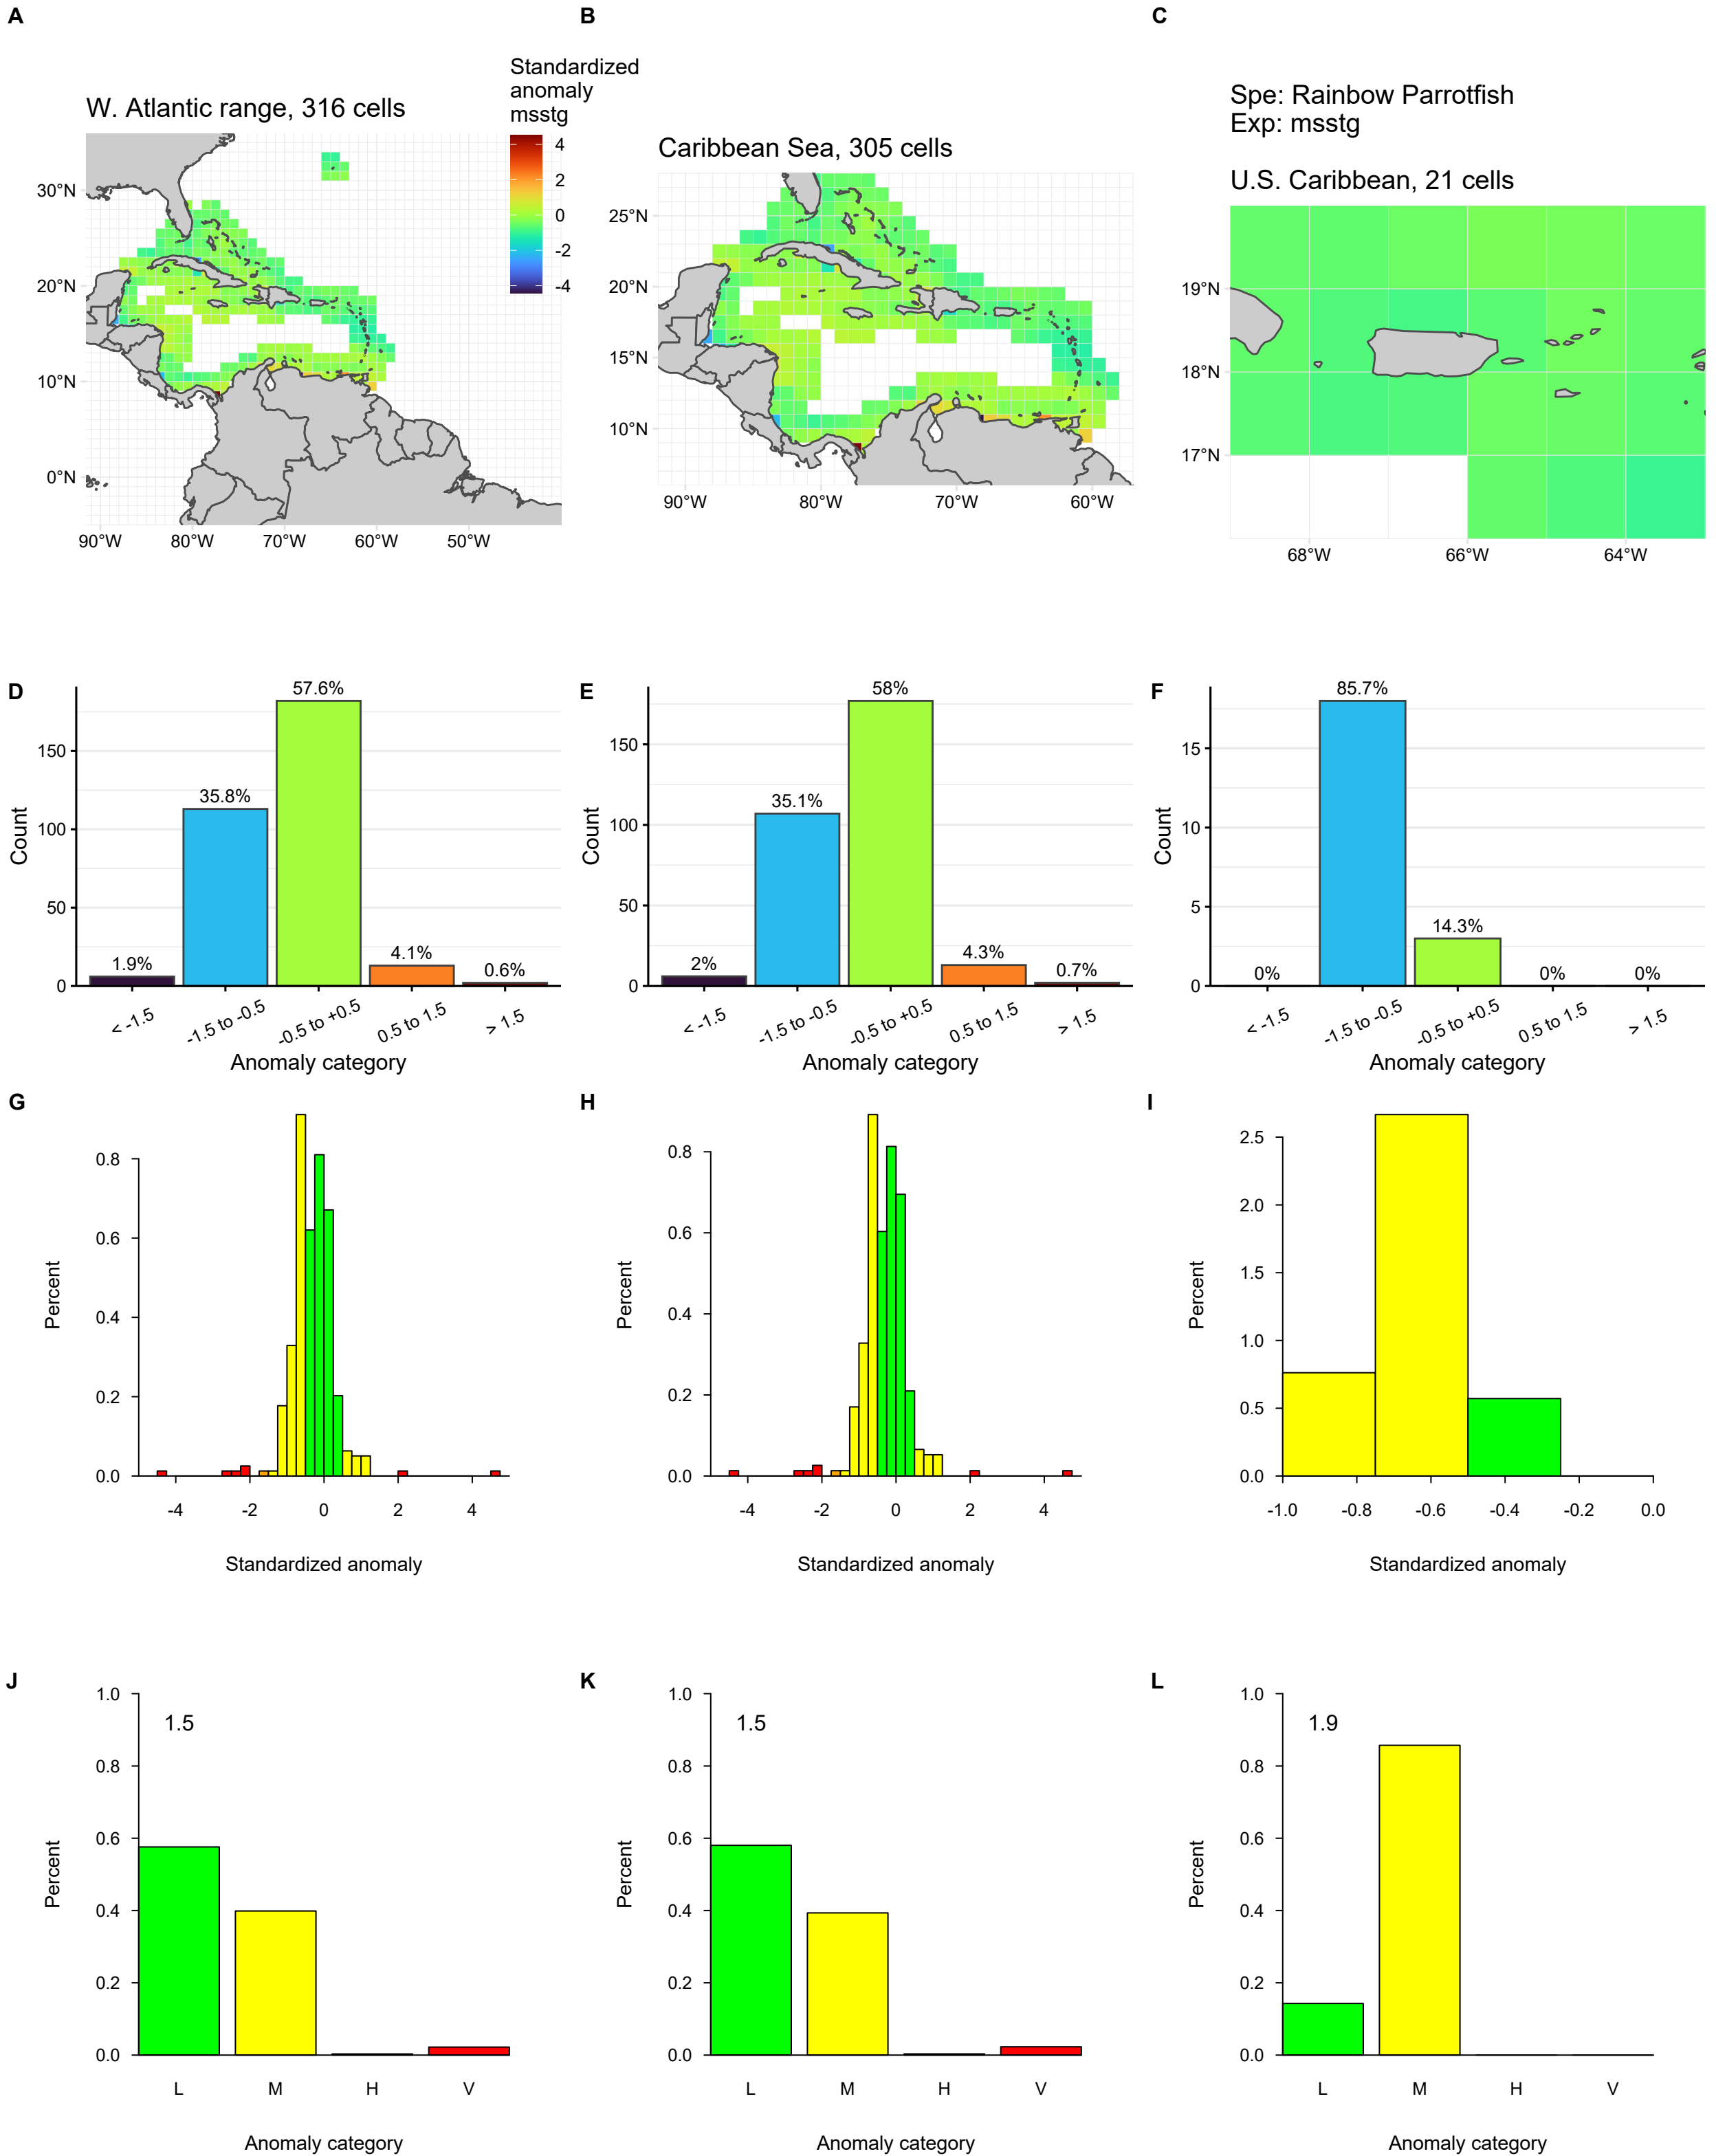 A
B
C
Standardized
anomaly
msstg
W. Atlantic range, 316 cells
4
2
0
-2
-4
30°N
20°N
10°N
0°N
90°W
80°W
70°W
60°W
50°W
Caribbean Sea, 305 cells
25°N
20°N
15°N
10°N
90°W
80°W
70°W
60°W
Spe: Rainbow Parrotfish
Exp: msstg
U.S. Caribbean, 21 cells
19°N
18°N
17°N
68°W
66°W
64°W
D
Count
150
100
50
0
1.9%
35.8%
57.6%
4.1%
0.6%
< -1.5
-1.5 to -0.5
-0.5 to +0.5
0.5 to 1.5
> 1.5
Anomaly category
E
Count
150
100
50
0
2%
35.1%
58%
4.3%
0.7%
< -1.5
-1.5 to -0.5
-0.5 to +0.5
0.5 to 1.5
> 1.5
Anomaly category
F
Count
15
10
5
0
0%
85.7%
14.3%
0%
0%
< -1.5
-1.5 to -0.5
-0.5 to +0.5
0.5 to 1.5
> 1.5
Anomaly category
G
Percent
0.8
0.6
0.4
0.2
0.0
-4
-2
0
2
4
Standardized anomaly
H
Percent
0.8
0.6
0.4
0.2
0.0
-4
-2
0
2
4
Standardized anomaly
I
Percent
2.5
2.0
1.5
1.0
0.5
0.0
-1.0
-0.8
-0.6
-0.4
-0.2
0.0
Standardized anomaly
J
Percent
1.0
0.8
0.6
0.4
0.2
0.0
1.5
L
M
H
V
Anomaly category
K
Percent
1.0
0.8
0.6
0.4
0.2
0.0
1.5
L
M
H
V
Anomaly category
L
Percent
1.0
0.8
0.6
0.4
0.2
0.0
1.9
L
M
H
V
Anomaly category